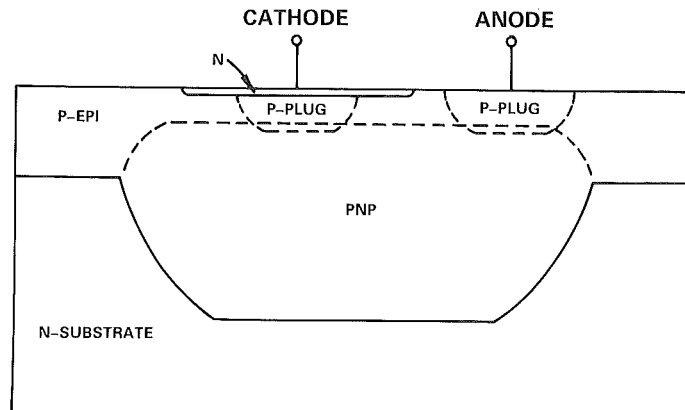 CATHODE
ANODE
N
P-PLUG
P-PLUG
P-EPI
PNP
N-SUBSTRATE